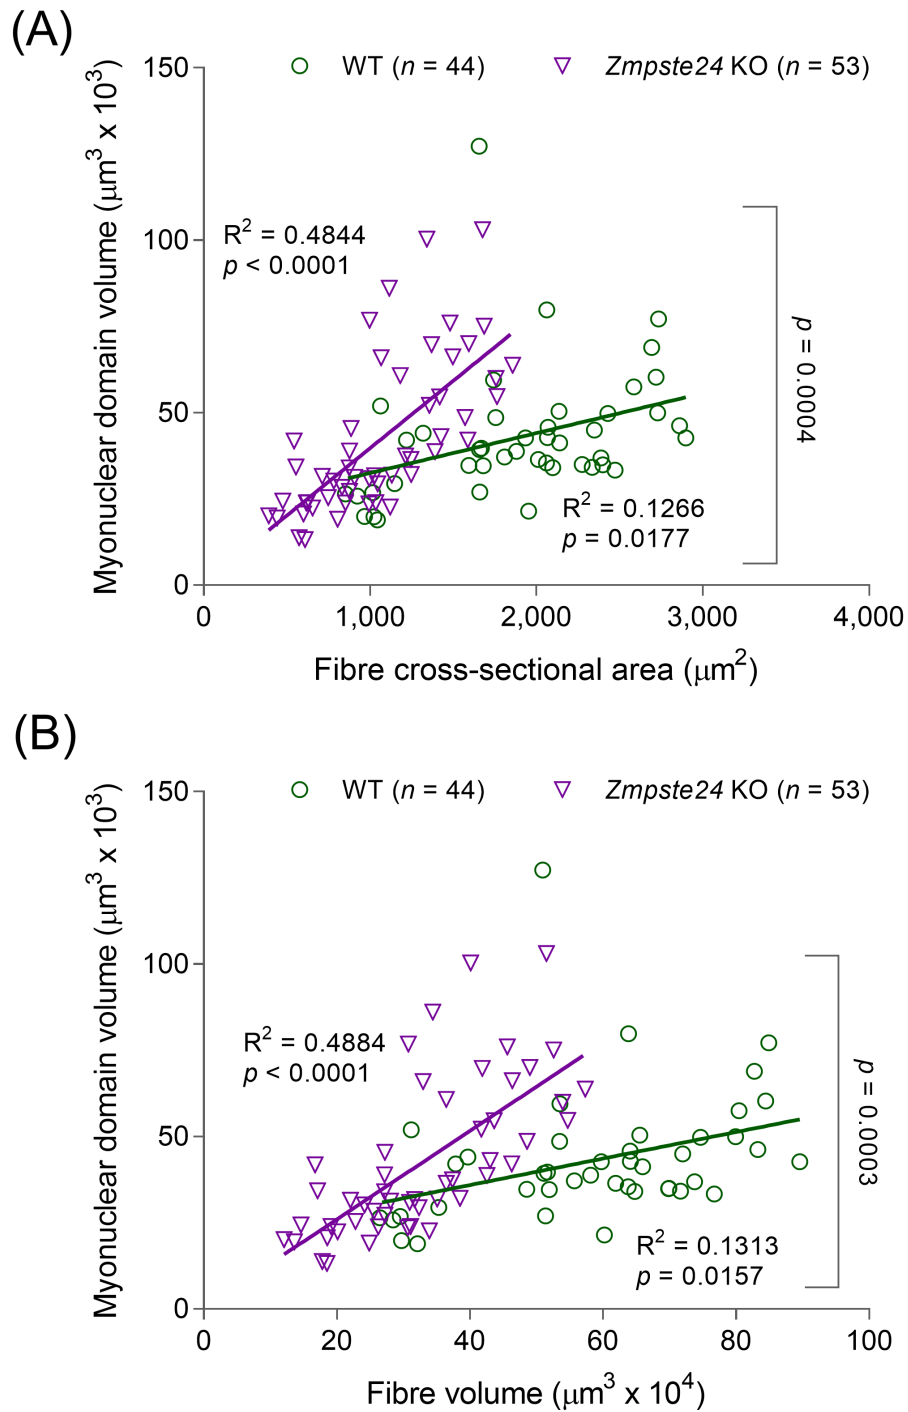 (A)
WT (n = 44)
Zmpste24 KO (n = 53)
Myonuclear domain volume (μm³ x 10³)
150
100
50
0
R² = 0.4844
p < 0.0001
R² = 0.1266
p = 0.0177
p = 0.0004
0
1,000
2,000
3,000
4,000
Fibre cross-sectional area (μm²)
(B)
WT (n = 44)
Zmpste24 KO (n = 53)
Myonuclear domain volume (μm³ x 10³)
150
100
50
0
R² = 0.4884
p < 0.0001
R² = 0.1313
p = 0.0157
p = 0.0003
0
20
40
60
80
100
Fibre volume (μm³ x 10⁴)